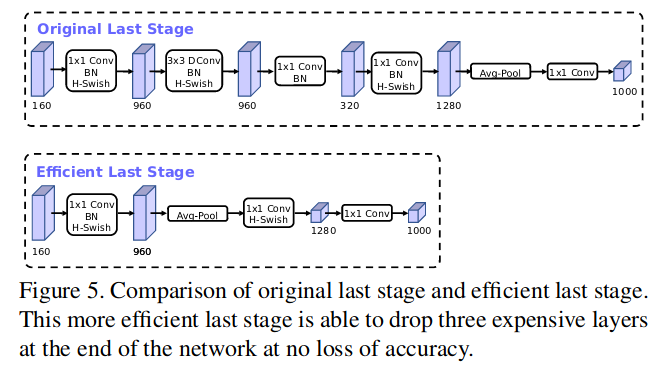 Original Last Stage
1x1 Conv
BN
H-Swish
3x3 DConv
BN
H-Swish
1x1 Conv
BN
1x1 Conv
BN
H-Swish
Avg-Pool
1x1 Conv
160
960
960
320
1280
1000
Efficient Last Stage
1x1 Conv
BN
H-Swish
Avg-Pool
1x1 Conv
H-Swish
1x1 Conv
160
960
1280
1000
Figure 5. Comparison of original last stage and efficient last stage.
This more efficient last stage is able to drop three expensive layers
at the end of the network at no loss of accuracy.